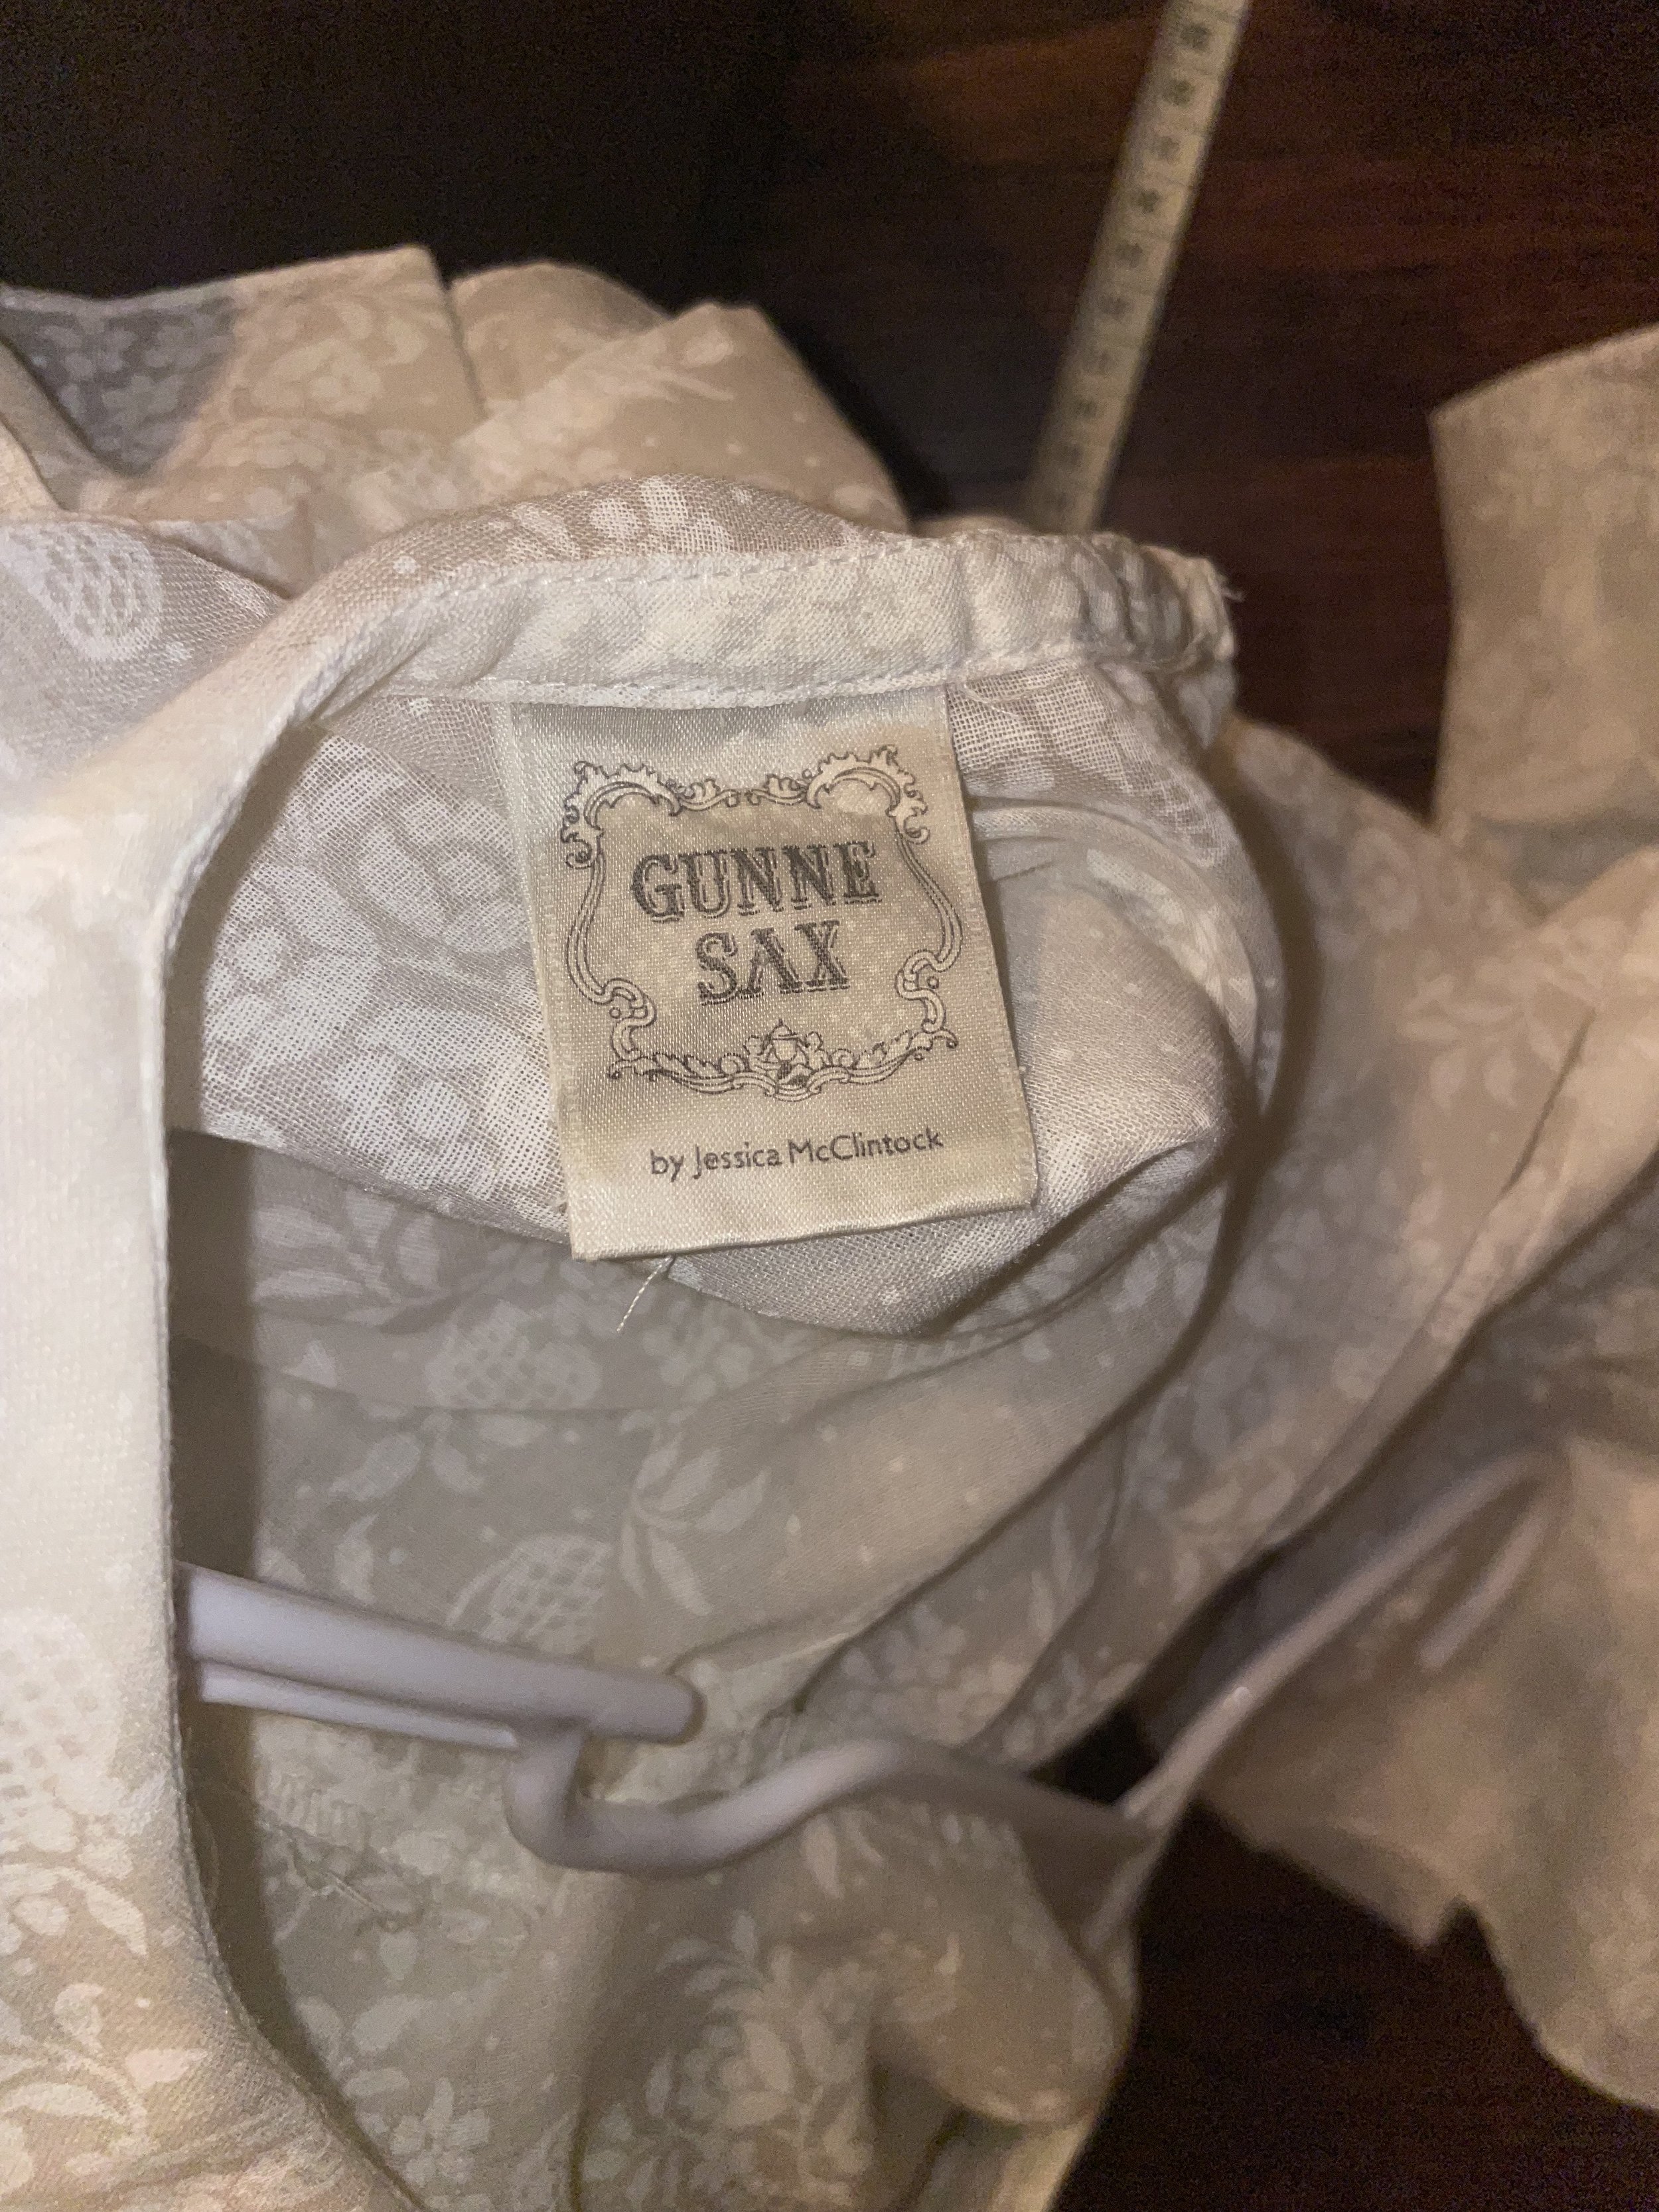 GUNNE
SAX
by Jessica McClintock